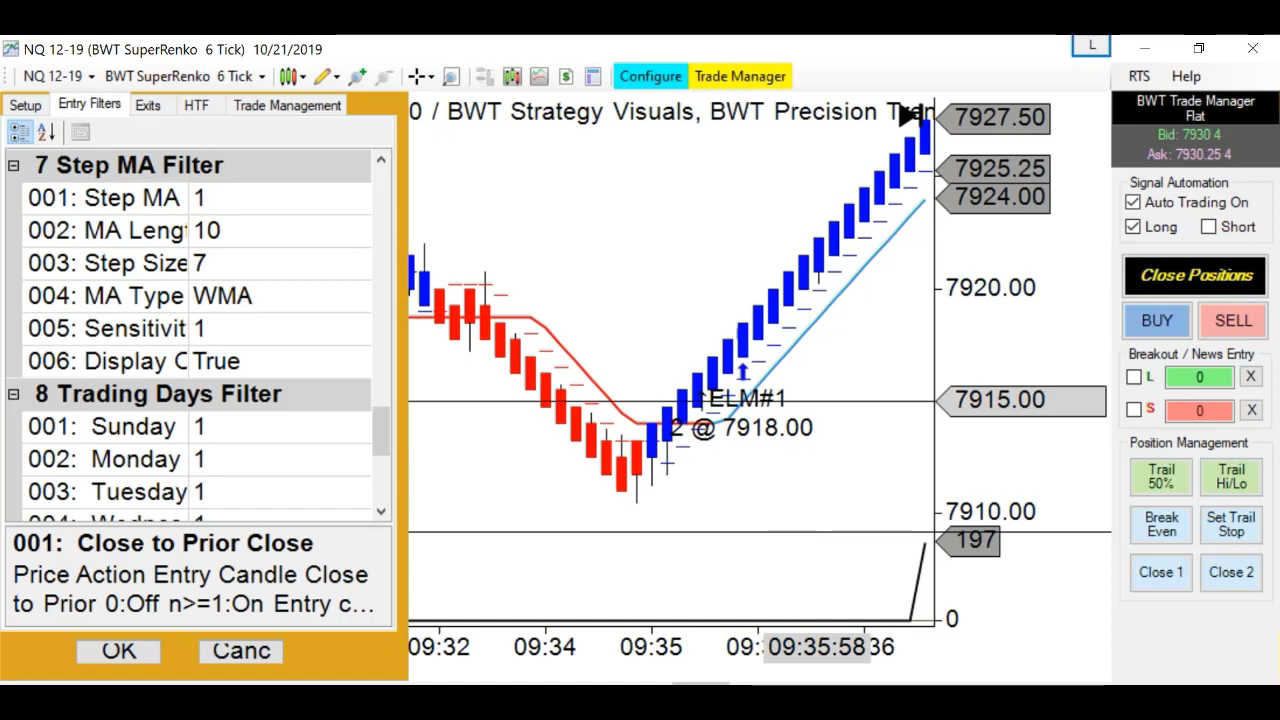 NQ 12-19 (BWT SuperRenko 6 Tick) 10/21/2019
L
NQ 12-19 BWT SuperRenko 6 Tick
$
Configure
Trade Manager
RTS Help
Setup Entry Filters Exits HTF Trade Management
7 Step MA Filter
001: Step MA 1
002: MA Lengt 10
003: Step Size 7
004: MA Type WMA
005: Sensitivit 1
006: Display C True
8 Trading Days Filter
001: Sunday 1
002: Monday 1
003: Tuesday 1
001: Close to Prior Close
Price Action Entry Candle Close
to Prior 0:Off n>=1:On Entry c...
OK Canc
0 / BWT Strategy Visuals, BWT Precision Tren
7927.50
7925.25
7924.00
7920.00
7915.00
7910.00
197
0
ELM#1
2 @ 7918.00
09:32 09:34 09:35 09: 09:35:58 36
BWT Trade Manager
Flat
Bid: 7930 4
Ask: 7930.25 4
Signal Automation
Auto Trading On
Long Short
Close Positions
BUY SELL
Breakout / News Entry
L 0 X
S 0 X
Position Management
Trail
50%
Trail
Hi/Lo
Break
Even
Set Trail
Stop
Close 1 Close 2